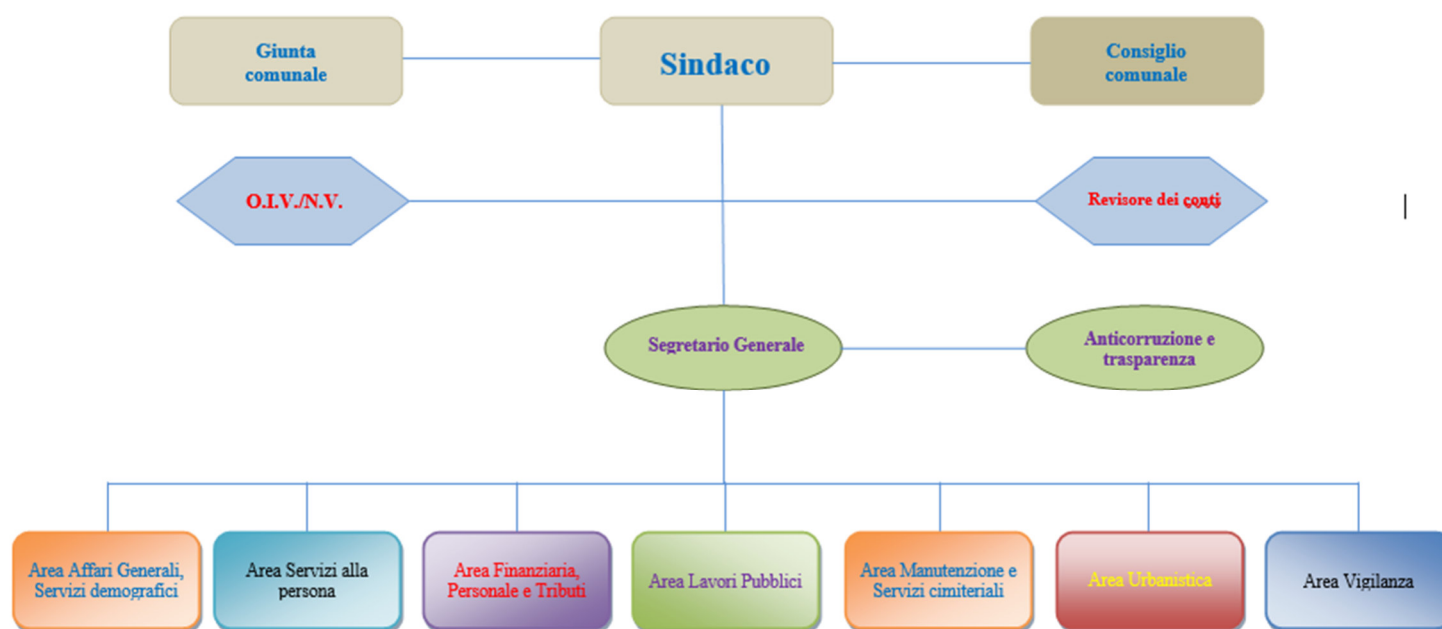 Giunta
comunale
Sindaco
Consiglio
comunale
O.I.V./N.V.
Revisore dei conti
Segretario Generale
Anticorruzione e
trasparenza
Area Affari Generali,
Servizi demografici
Area Servizi alla
persona
Area Finanziaria,
Personale e Tributi
Area Lavori Pubblici
Area Manutenzione e
Servizi cimiteriali
Area Urbanistica
Area Vigilanza